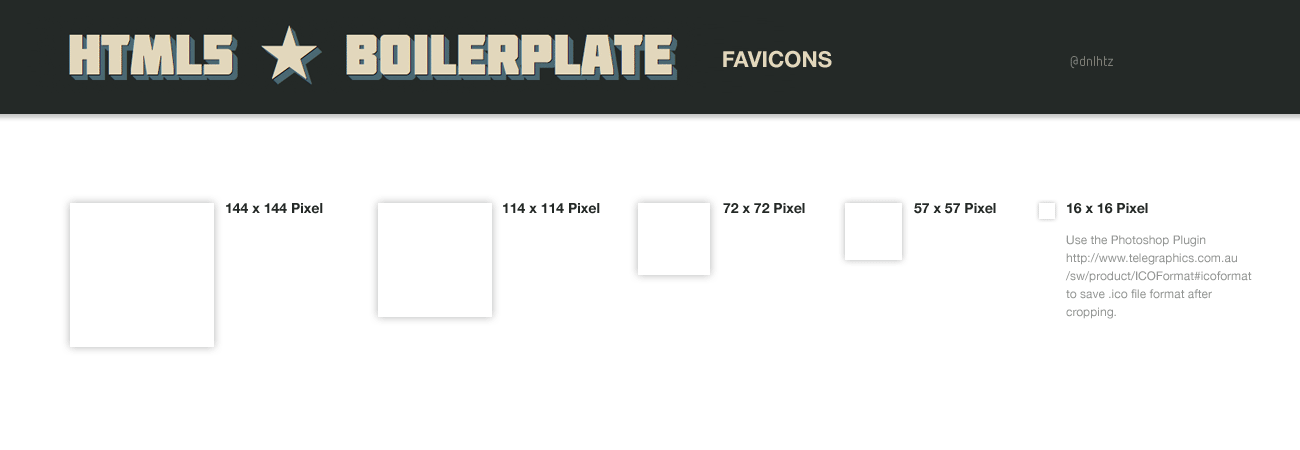 HTML5 ★ BOILERPLATE FAVICONS @dnlhtz
144 x 144 Pixel
114 x 114 Pixel
72 x 72 Pixel
57 x 57 Pixel
16 x 16 Pixel
Use the Photoshop Plugin
http://www.telegraphics.com.au
/sw/product/ICOFormat#icoformat
to save .ico file format after
cropping.